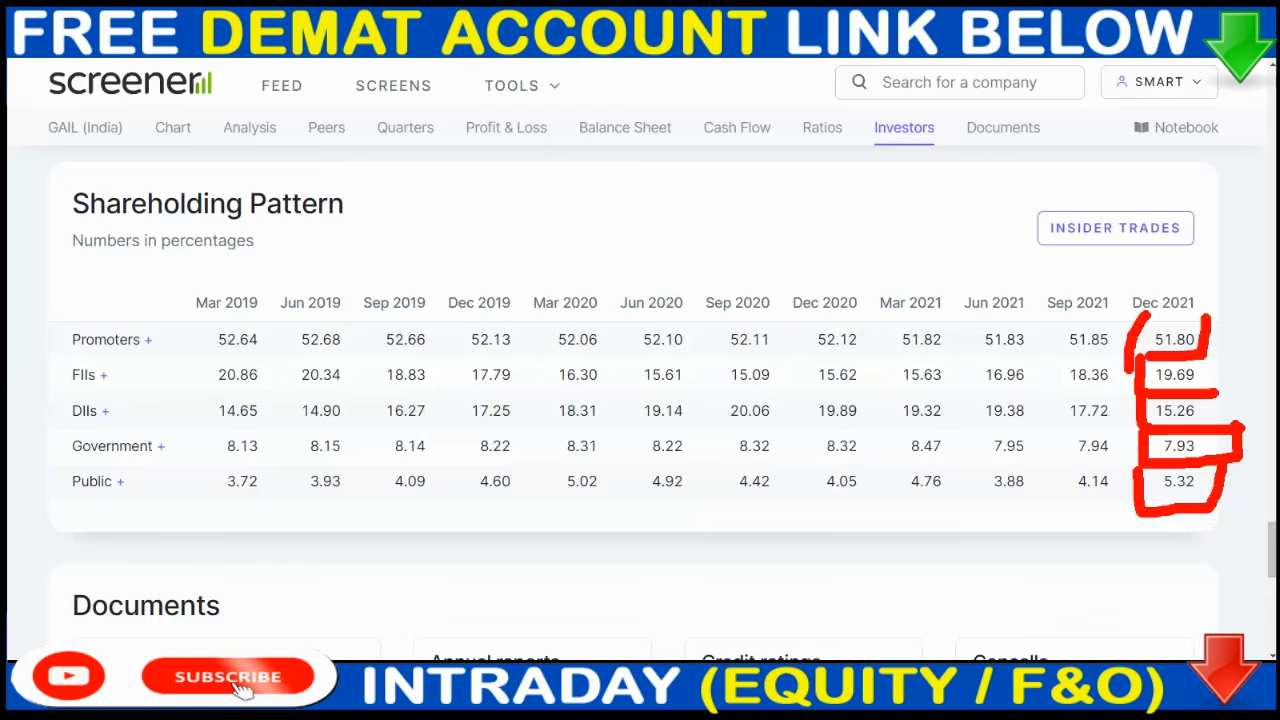 FREE DEMAT ACCOUNT LINK BELOW
screener FEED SCREENS TOOLS Search for a company SMART
GAIL (India) Chart Analysis Peers Quarters Profit & Loss Balance Sheet Cash Flow Ratios Investors Documents Notebook
Shareholding Pattern
Numbers in percentages
INSIDER TRADES
Mar 2019 Jun 2019 Sep 2019 Dec 2019 Mar 2020 Jun 2020 Sep 2020 Dec 2020 Mar 2021 Jun 2021 Sep 2021 Dec 2021
Promoters + 52.64 52.68 52.66 52.13 52.06 52.10 52.11 52.12 51.82 51.83 51.85 51.80
FIIs + 20.86 20.34 18.83 17.79 16.30 15.61 15.09 15.62 15.63 16.96 18.36 19.69
DIIs + 14.65 14.90 16.27 17.25 18.31 19.14 20.06 19.89 19.32 19.38 17.72 15.26
Government + 8.13 8.15 8.14 8.22 8.31 8.22 8.32 8.32 8.47 7.95 7.94 7.93
Public + 3.72 3.93 4.09 4.60 5.02 4.92 4.42 4.05 4.76 3.88 4.14 5.32
Documents
Annual reports Credit ratings
SUBSCRIBE
INTRADAY (EQUITY / F&O)